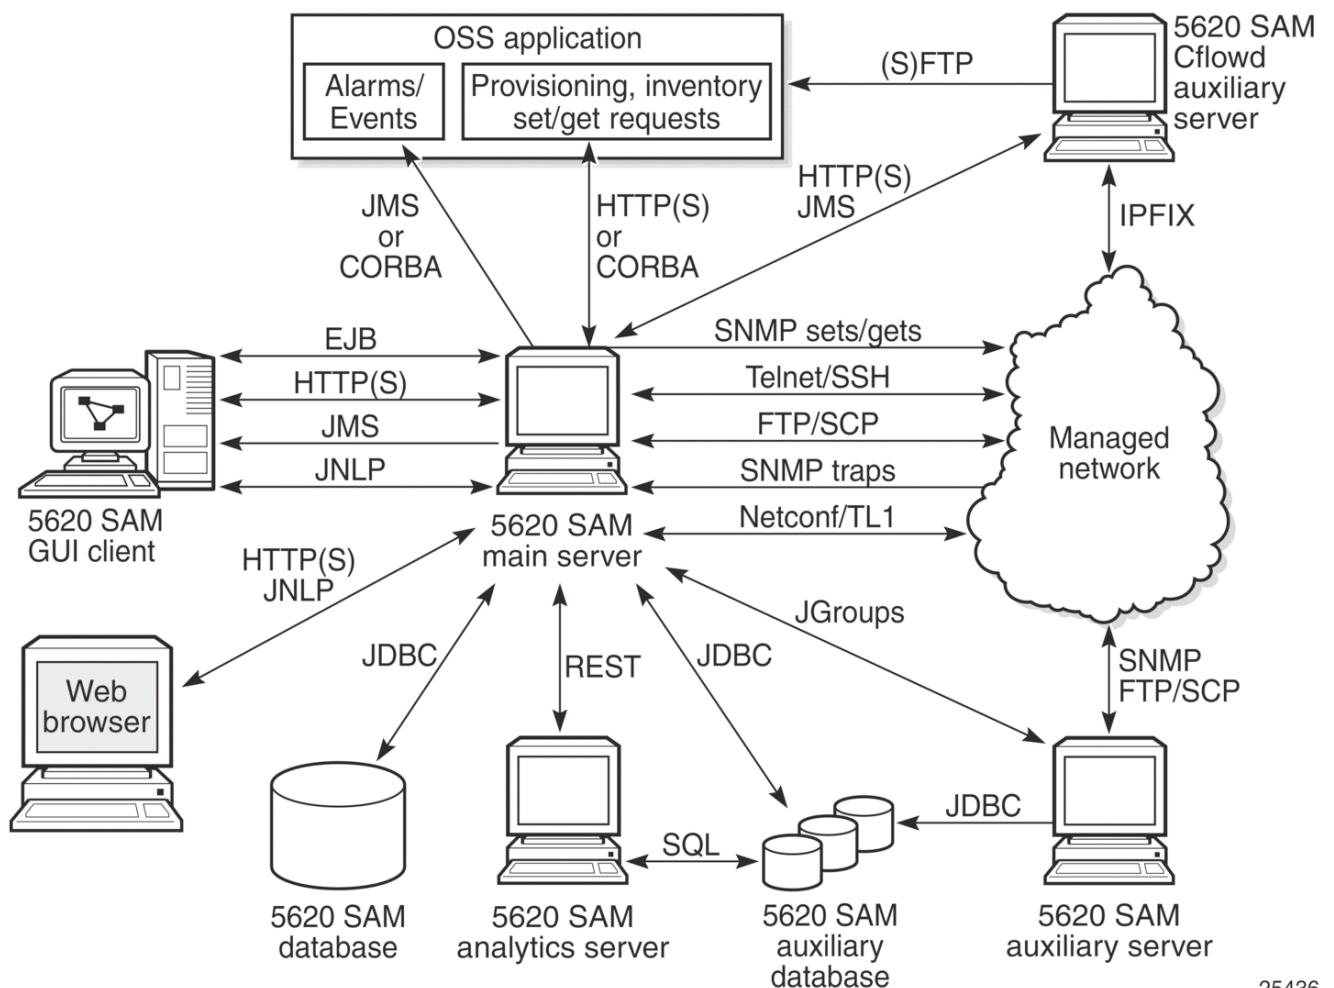 OSS application
Alarms/
Events
Provisioning, inventory
set/get requests
(S)FTP
5620 SAM
Cflowd
auxiliary
server
JMS
or
CORBA
HTTP(S)
or
CORBA
HTTP(S)
JMS
IPFIX
EJB
HTTP(S)
JMS
JNLP
SNMP sets/gets
Telnet/SSH
FTP/SCP
SNMP traps
Netconf/TL1
Managed
network
5620 SAM
GUI client
5620 SAM
main server
HTTP(S)
JNLP
JDBC
REST
JDBC
JGroups
SNMP
FTP/SCP
Web
browser
SQL
JDBC
5620 SAM
database
5620 SAM
analytics server
5620 SAM
auxiliary
database
5620 SAM
auxiliary server
25436